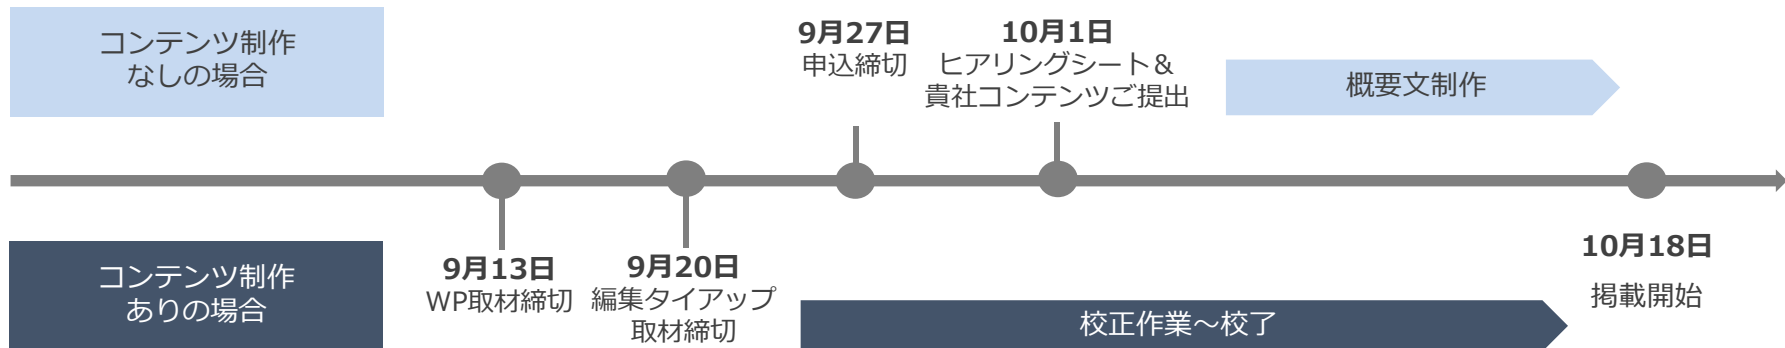 コンテンツ制作
なしの場合
9月27日
申込締切
10月1日
ヒアリングシート＆
貴社コンテンツご提出
概要文制作
コンテンツ制作
ありの場合
9月13日
WP取材締切
9月20日
編集タイアップ
取材締切
校正作業～校了
10月18日
掲載開始